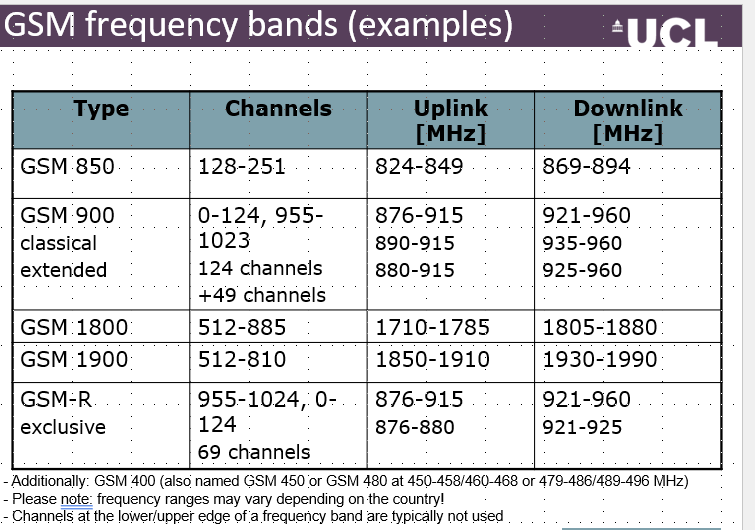 GSM frequency bands (examples)
UCL
Type Channels Uplink [MHz] Downlink [MHz]
GSM 850 128-251 824-849 869-894
GSM 900 0-124, 955- 876-915 921-960
classical 1023 890-915 935-960
extended 124 channels 880-915 925-960
+49 channels
GSM 1800 512-885 1710-1785 1805-1880
GSM 1900 512-810 1850-1910 1930-1990
GSM-R 955-1024, 0- 876-915 921-960
exclusive 124 876-880 921-925
69 channels
- Additionally: GSM 400 (also named GSM 450 or GSM 480 at 450-458/460-468 or 479-486/489-496 MHz)
- Please note: frequency ranges may vary depending on the country!
- Channels at the lower/upper edge of a frequency band are typically not used